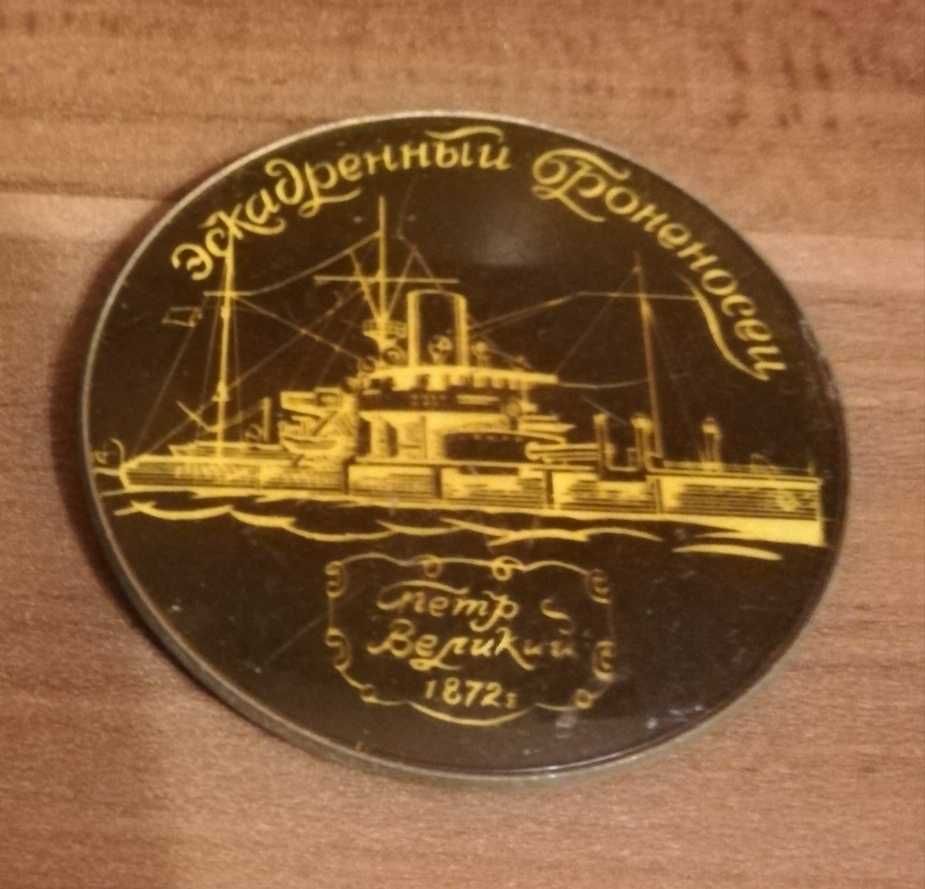 Эскадренный Броненосец
Петр
Великий
1872г